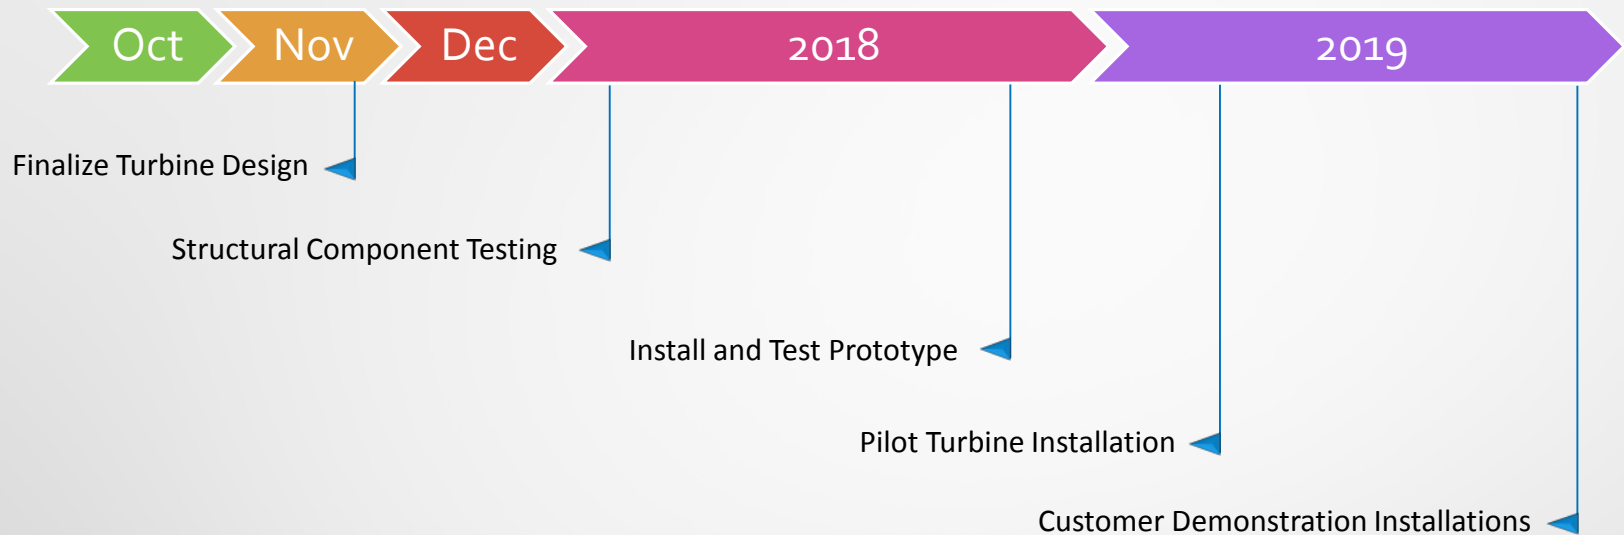 Oct
Nov
Dec
2018
2019
Finalize Turbine Design
Structural Component Testing
Install and Test Prototype
Pilot Turbine Installation
Customer Demonstration Installations